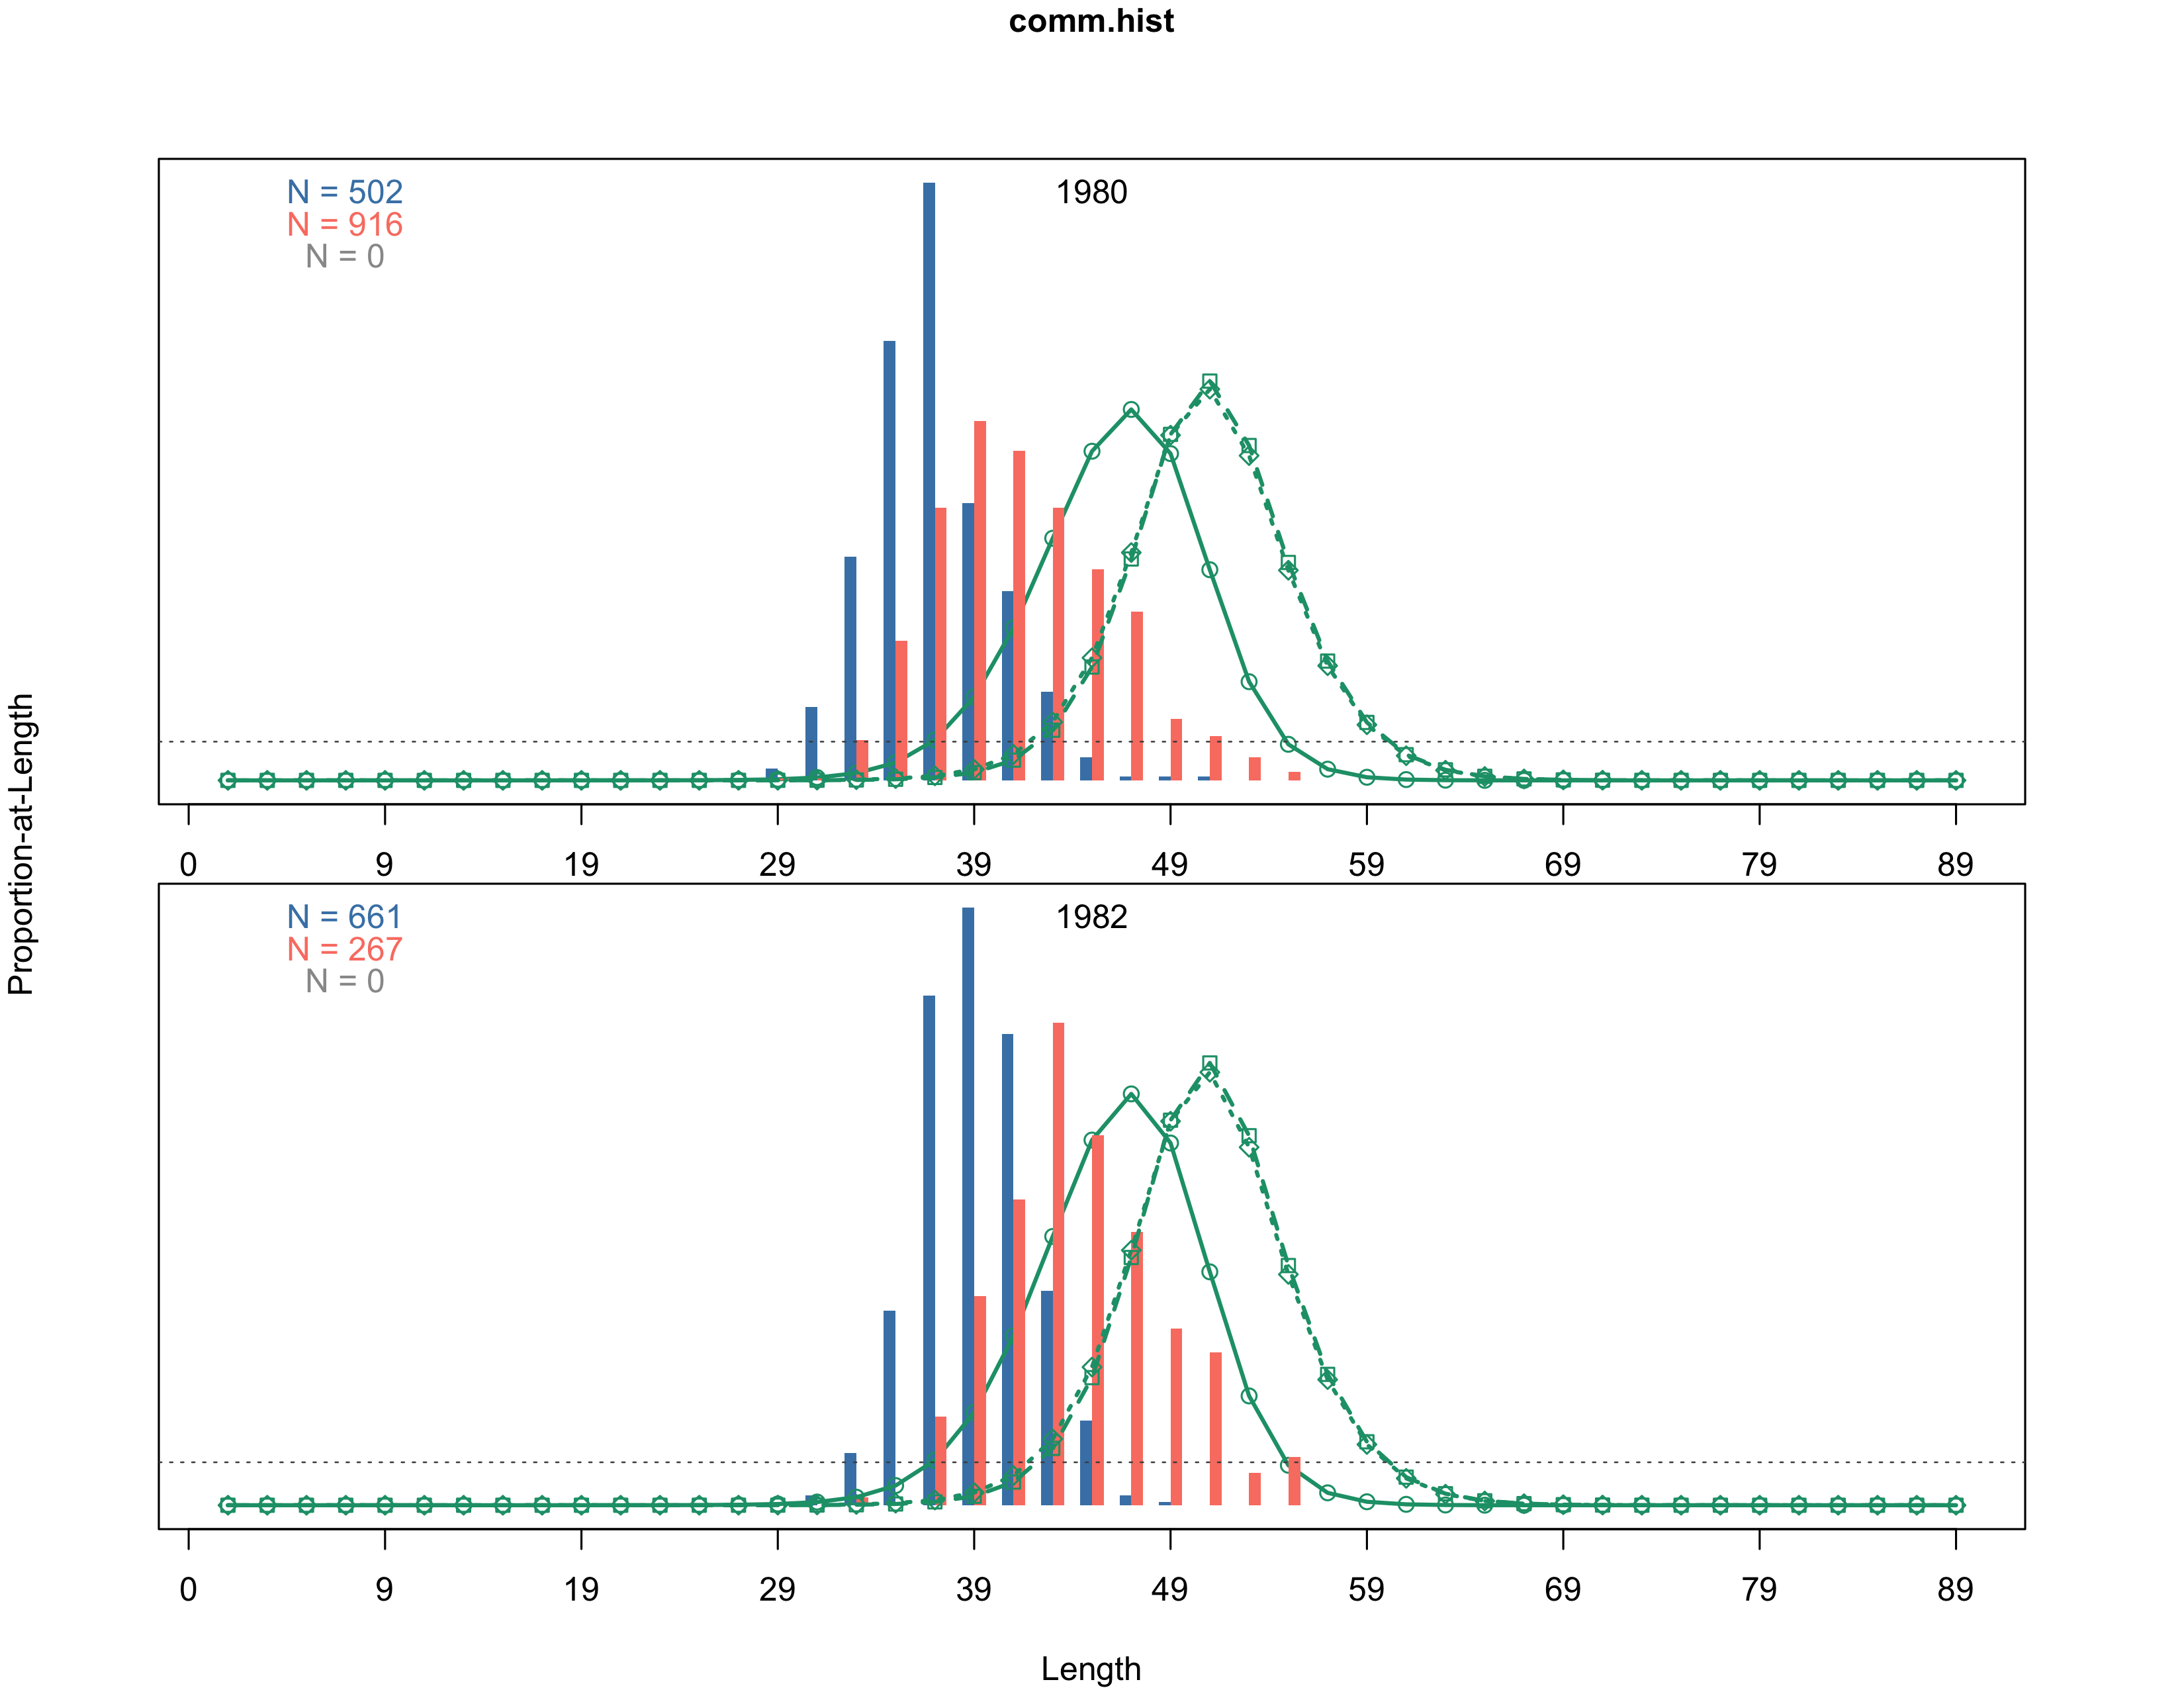 comm.hist
Proportion-at-Length
N = 502
N = 916
N = 0
1980
0 9 19 29 39 49 59 69 79 89
N = 661
N = 267
N = 0
1982
0 9 19 29 39 49 59 69 79 89
Length